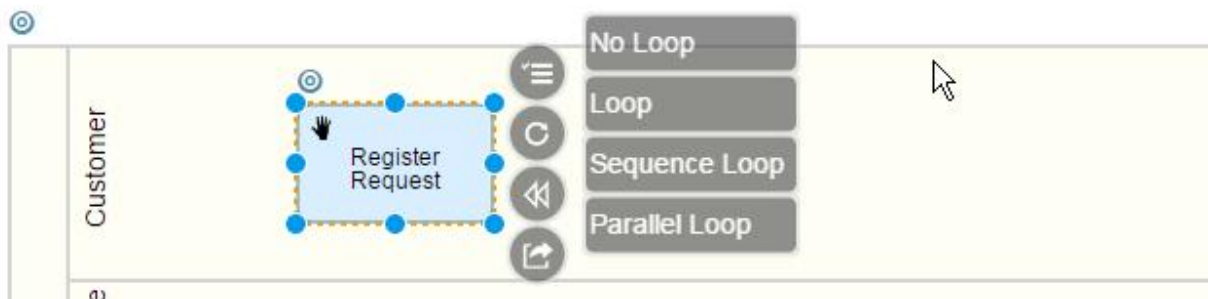 No Loop
Loop
Sequence Loop
Parallel Loop
Customer
Register
Request